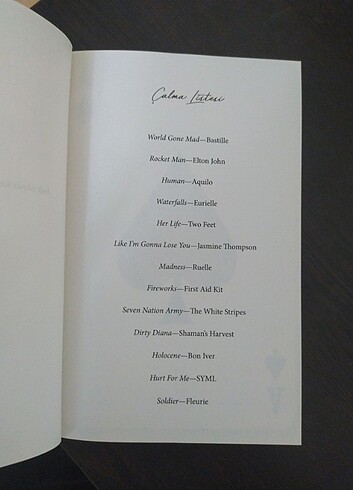 Çalma Listesi
World Gone Mad—Bastille
Rocket Man—Elton John
Human—Aquilo
Waterfalls—Eurielle
Her Life—Two Feet
Like I'm Gonna Lose You—Jasmine Thompson
Madness—Ruelle
Fireworks—First Aid Kit
Seven Nation Army—The White Stripes
Dirty Diana—Shaman's Harvest
Holocene—Bon Iver
Hurt For Me—SYML
Soldier—Fleurie